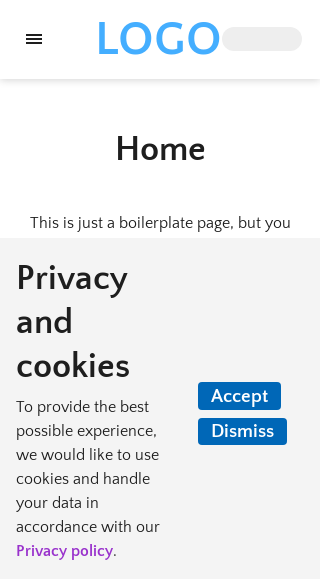 LOGO
Home
This is just a boilerplate page, but you
Privacy
and
cookies
To provide the best
possible experience,
we would like to use
cookies and handle
your data in
accordance with our
Privacy policy.
Accept
Dismiss